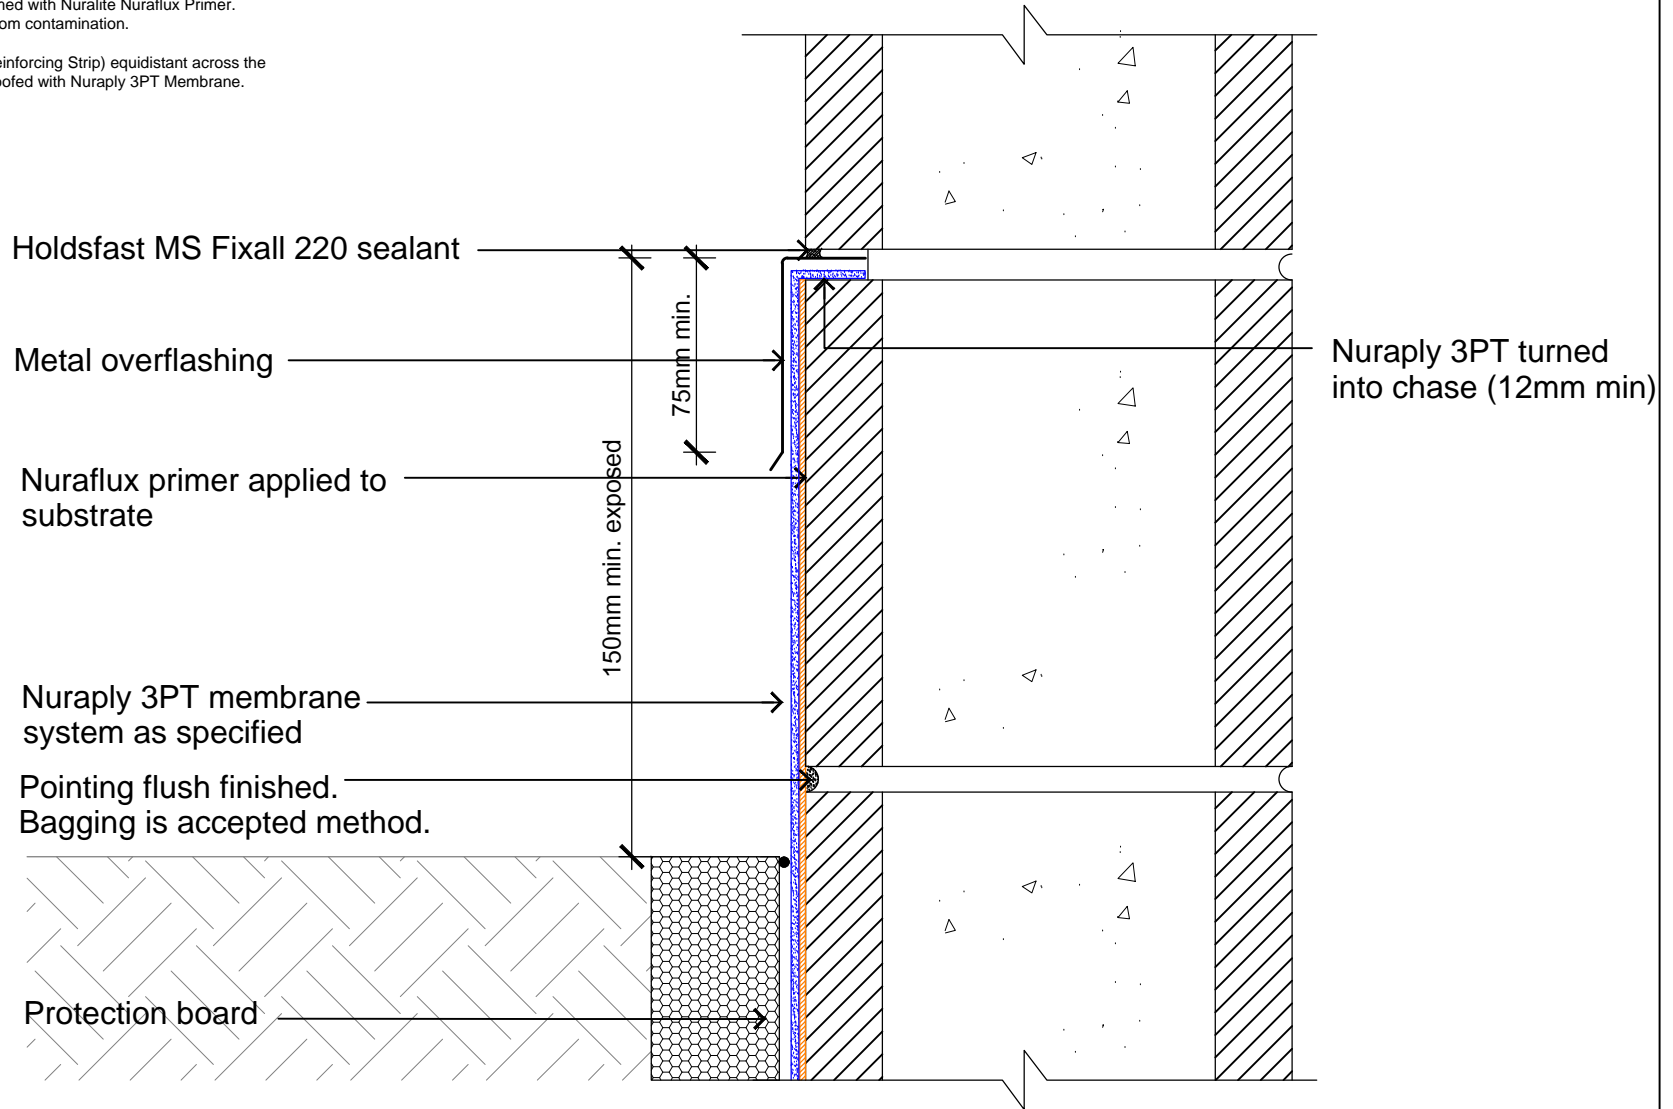 med with Nuralite Nuraflux Primer.
om contamination.
einforcing Strip) equidistant across the
oofed with Nuraply 3PT Membrane.
Holdsfast MS Fixall 220 sealant
75mm min.
Metal overflashing
Nuraply 3PT turned
into chase (12mm min)
150mm min. exposed
Nuraflux primer applied to
substrate
Nuraply 3PT membrane
system as specified
Pointing flush finished.
Bagging is accepted method.
Protection board